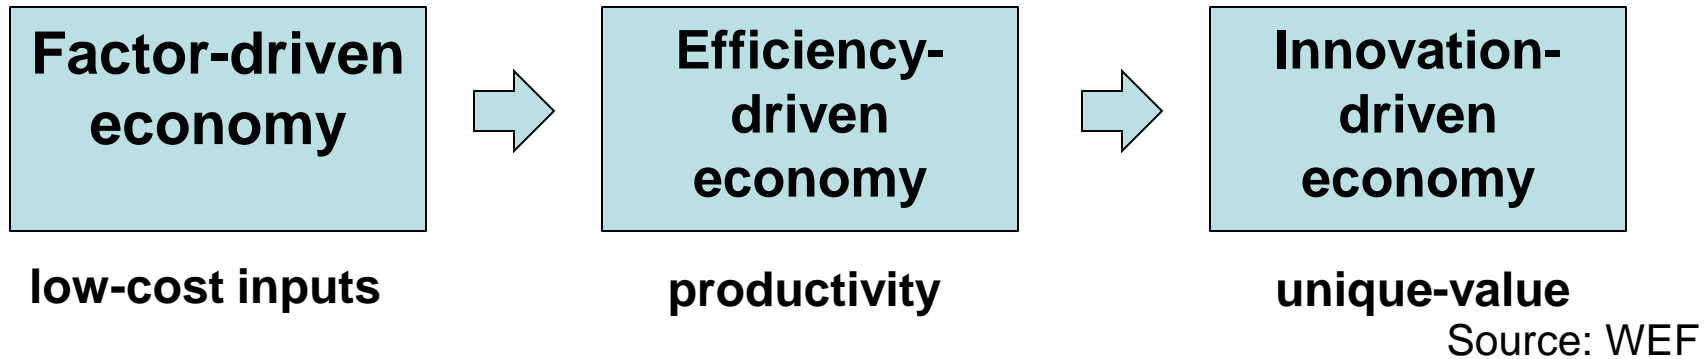 Factor-driven
economy
Efficiency-
driven
economy
Innovation-
driven
economy
low-cost inputs
productivity
unique-value
Source: WEF